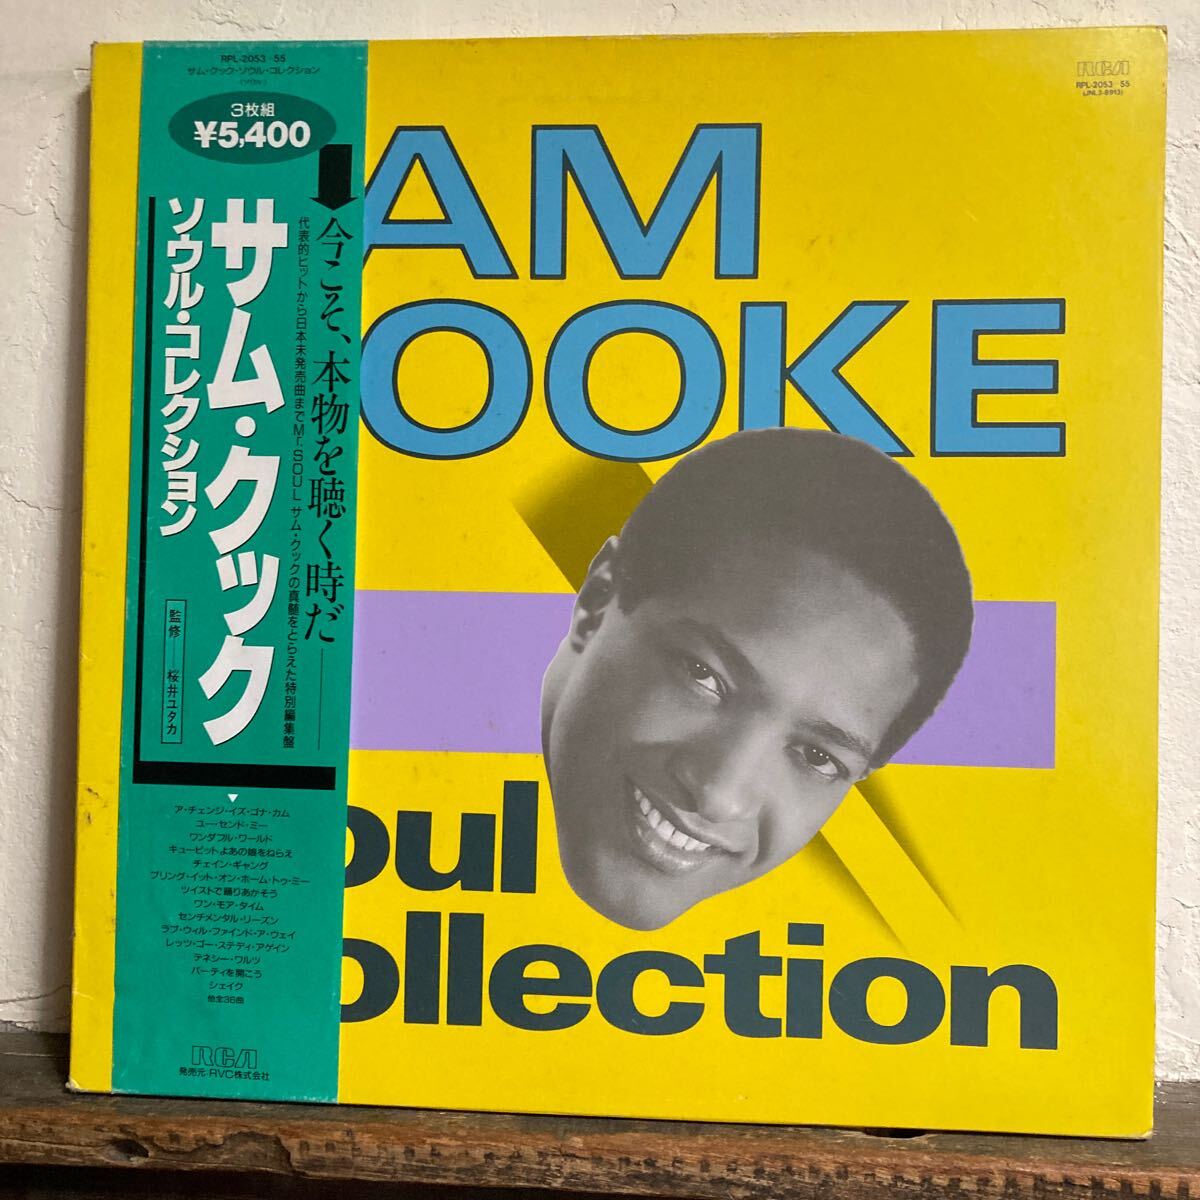 RPL-2053~55
サム・クック・ソウル・コレクション
3枚組
¥5,400
今こそ、本物を聴く時だ
代表的ヒットから日本未発売曲までMr.SOUL サム・クックの真髄をとらえた特別編集盤
サム・クック
ソウル・コレクション
監修 桜井ユタカ
ア・チェンジ・イズ・ゴナ・カム
ユー・センド・ミー
ワンダフル・ワールド
キューピットよあの娘をねらえ
チェイン・ギャング
ブリング・イット・オン・ホーム・トゥ・ミー
ツイストで踊りあかそう
ワン・モア・タイム
センチメンタル・リーズン
ラブ・ウィル・ファインド・ア・ウェイ
レッツ・ゴー・ステディ・アゲイン
テネシー・ワルツ
パーティを開こう
シェイク
他全36曲
RCA
発売元:RVC株式会社
RCA
RPL-2053~55
(JNL3-8913)
AM
OOKE
oul
ollection